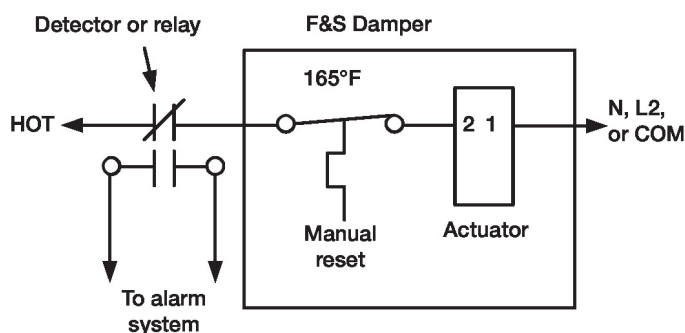 Detector or relay
F&S Damper
165°F
HOT
2 1
N, L2,
or COM
Manual
reset
Actuator
To alarm
system